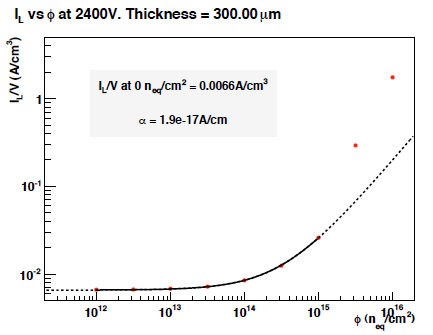 I_L vs ϕ at 2400V. Thickness = 300.00 μm
I_L/V (A/cm³)
I_L/V at 0 n_eq/cm² = 0.0066A/cm³
α = 1.9e-17A/cm
1
10⁻¹
10⁻²
10¹² 10¹³ 10¹⁴ 10¹⁵ 10¹⁶
ϕ (n_eq/cm²)